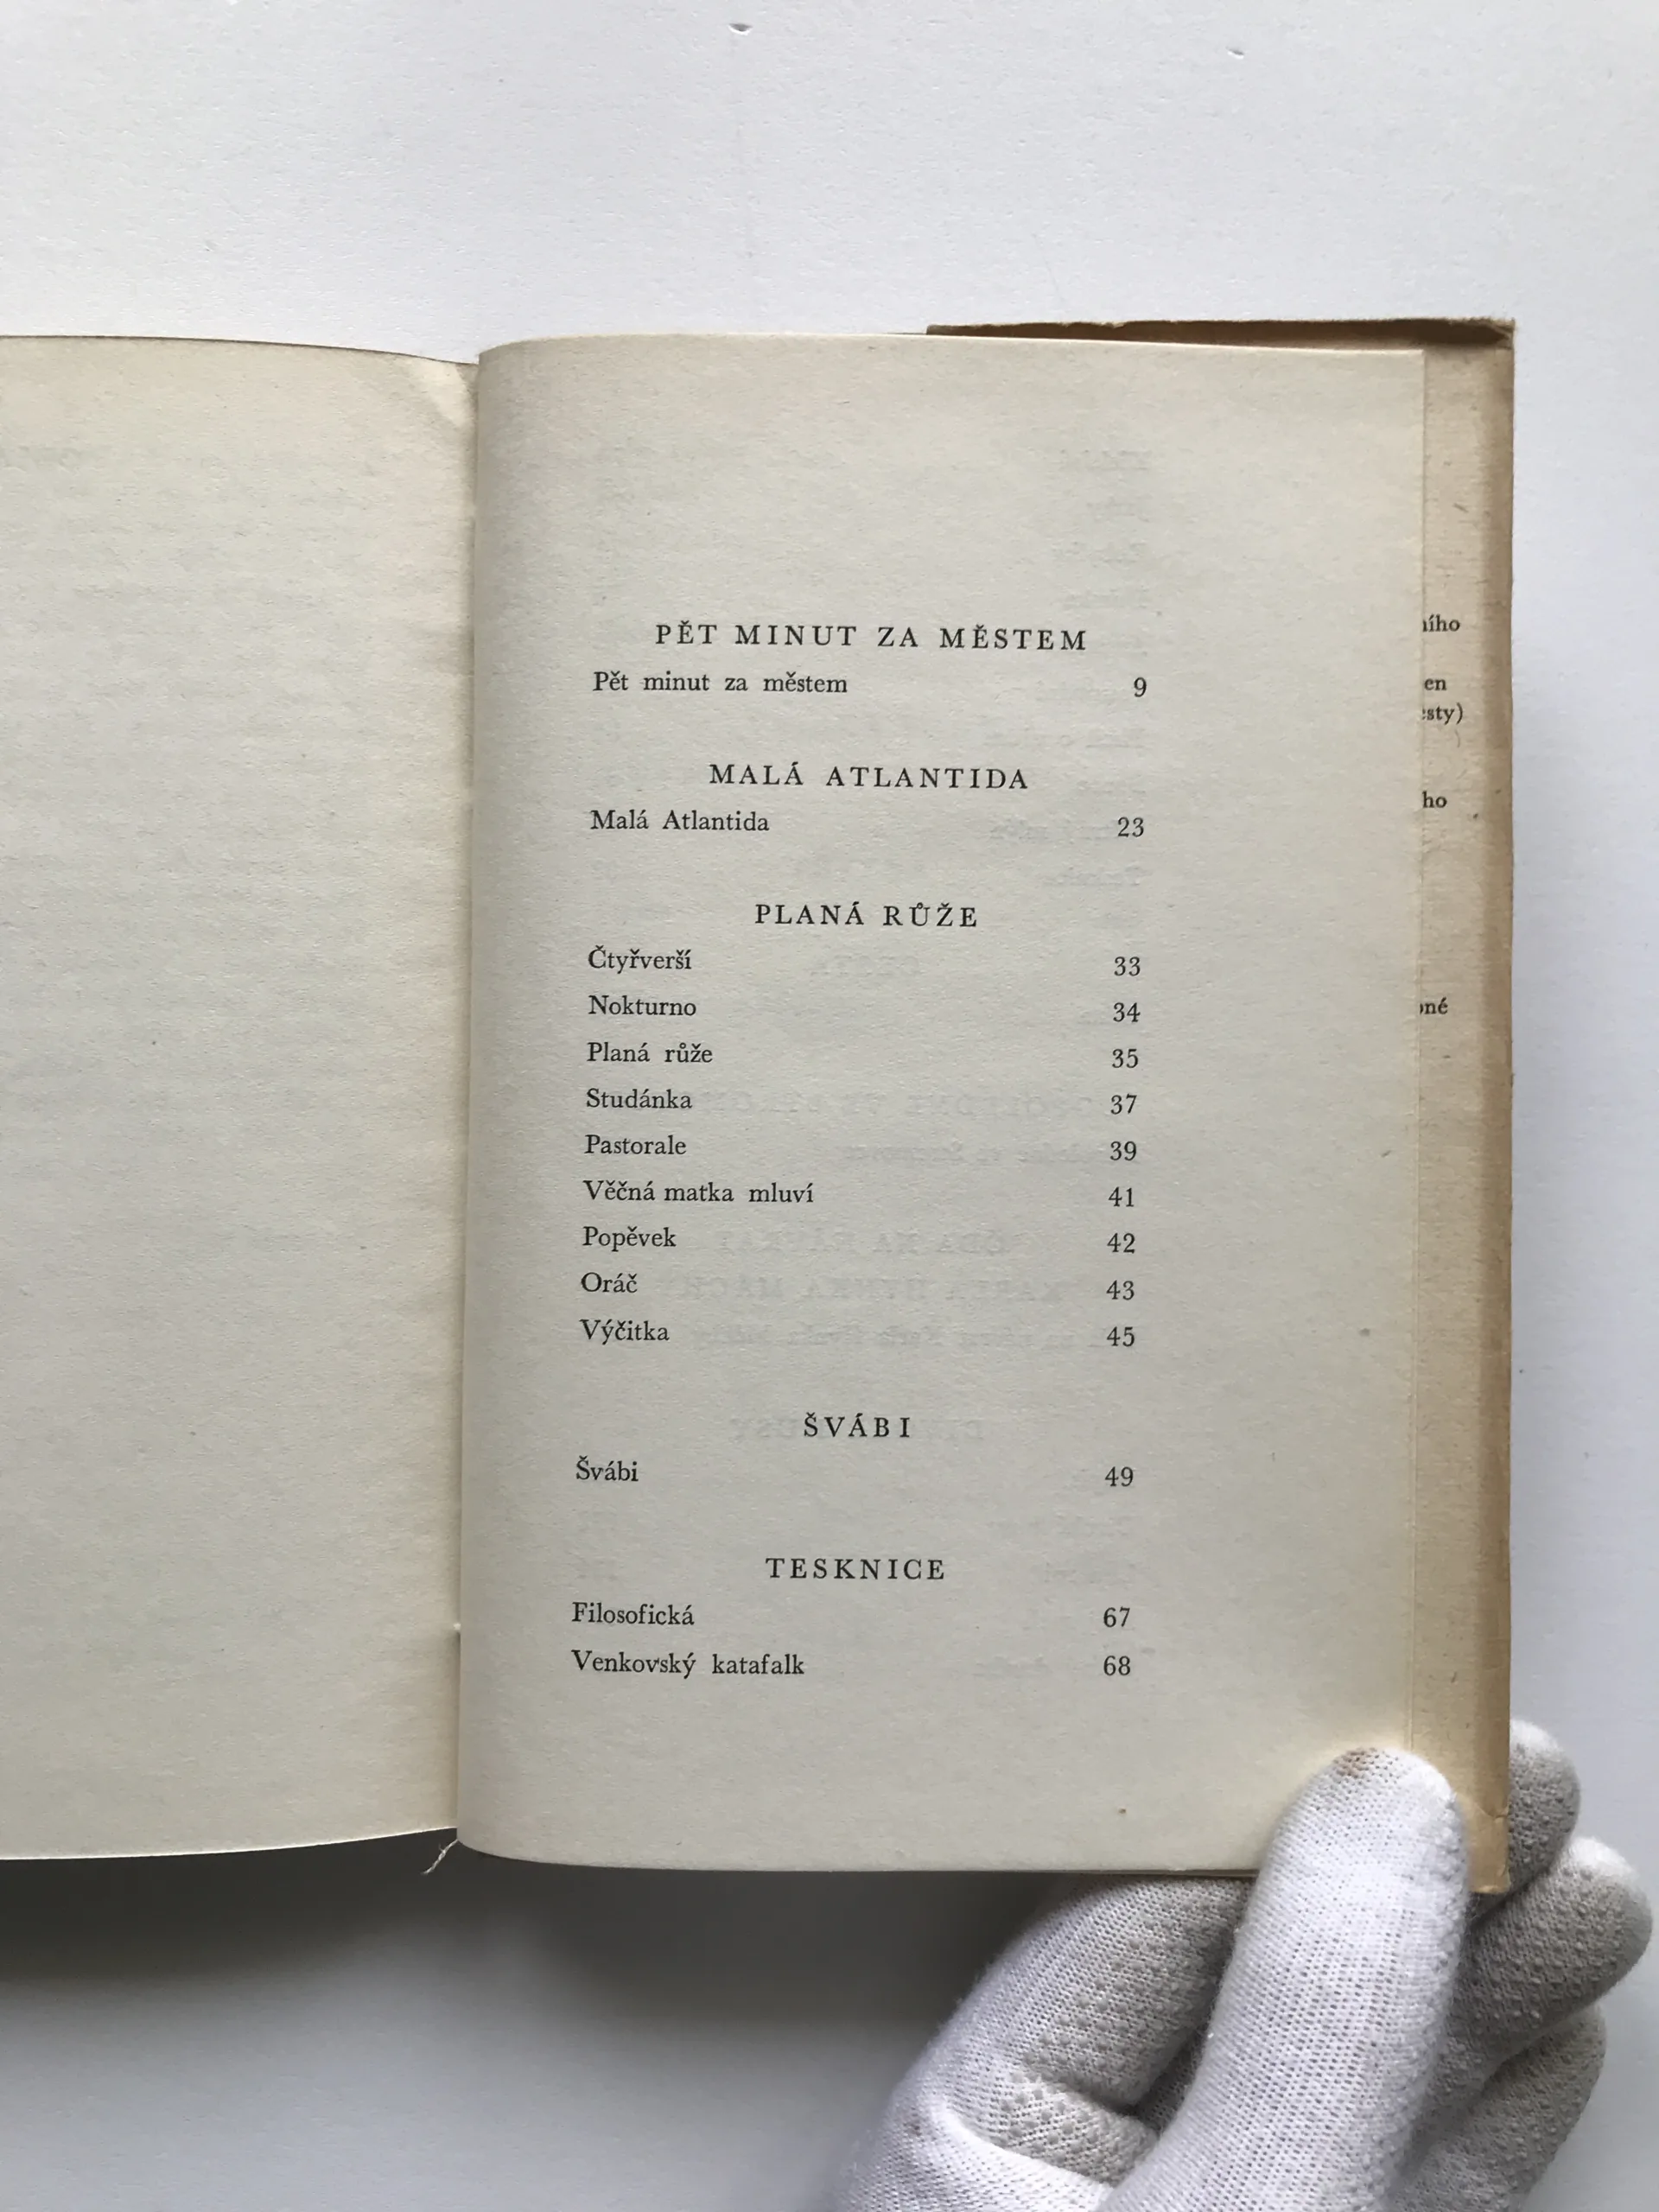 PĚT MINUT ZA MĚSTEM
Pět minut za městem 9
MALÁ ATLANTIDA
Malá Atlantida 23
PLANÁ RŮŽE
Čtyřverší 33
Nokturno 34
Planá růže 35
Studánka 37
Pastorale 39
Věčná matka mluví 41
Popěvek 42
Oráč 43
Výčitka 45
ŠVÁBI
Švábi 49
TESKNICE
Filosofická 67
Venkovský katafalk 68